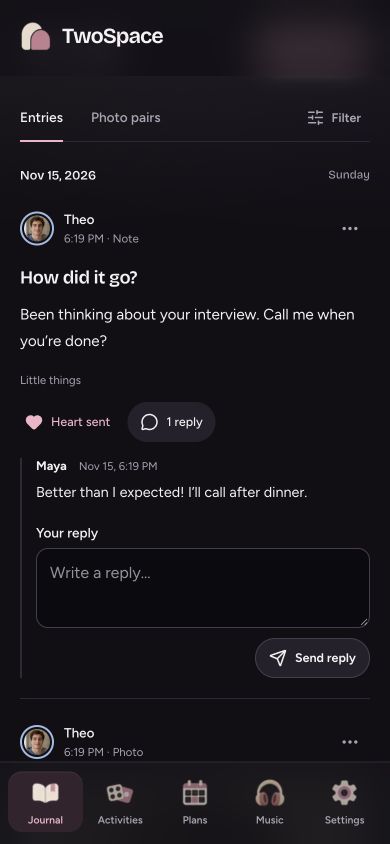 TwoSpace
Entries
Photo pairs
Filter
Nov 15, 2026
Sunday
Theo
6:19 PM · Note
How did it go?
Been thinking about your interview. Call me when
you’re done?
Little things
Heart sent
1 reply
Maya Nov 15, 6:19 PM
Better than I expected! I’ll call after dinner.
Your reply
Write a reply...
Send reply
Theo
6:19 PM · Photo
Journal
Activities
Plans
Music
Settings